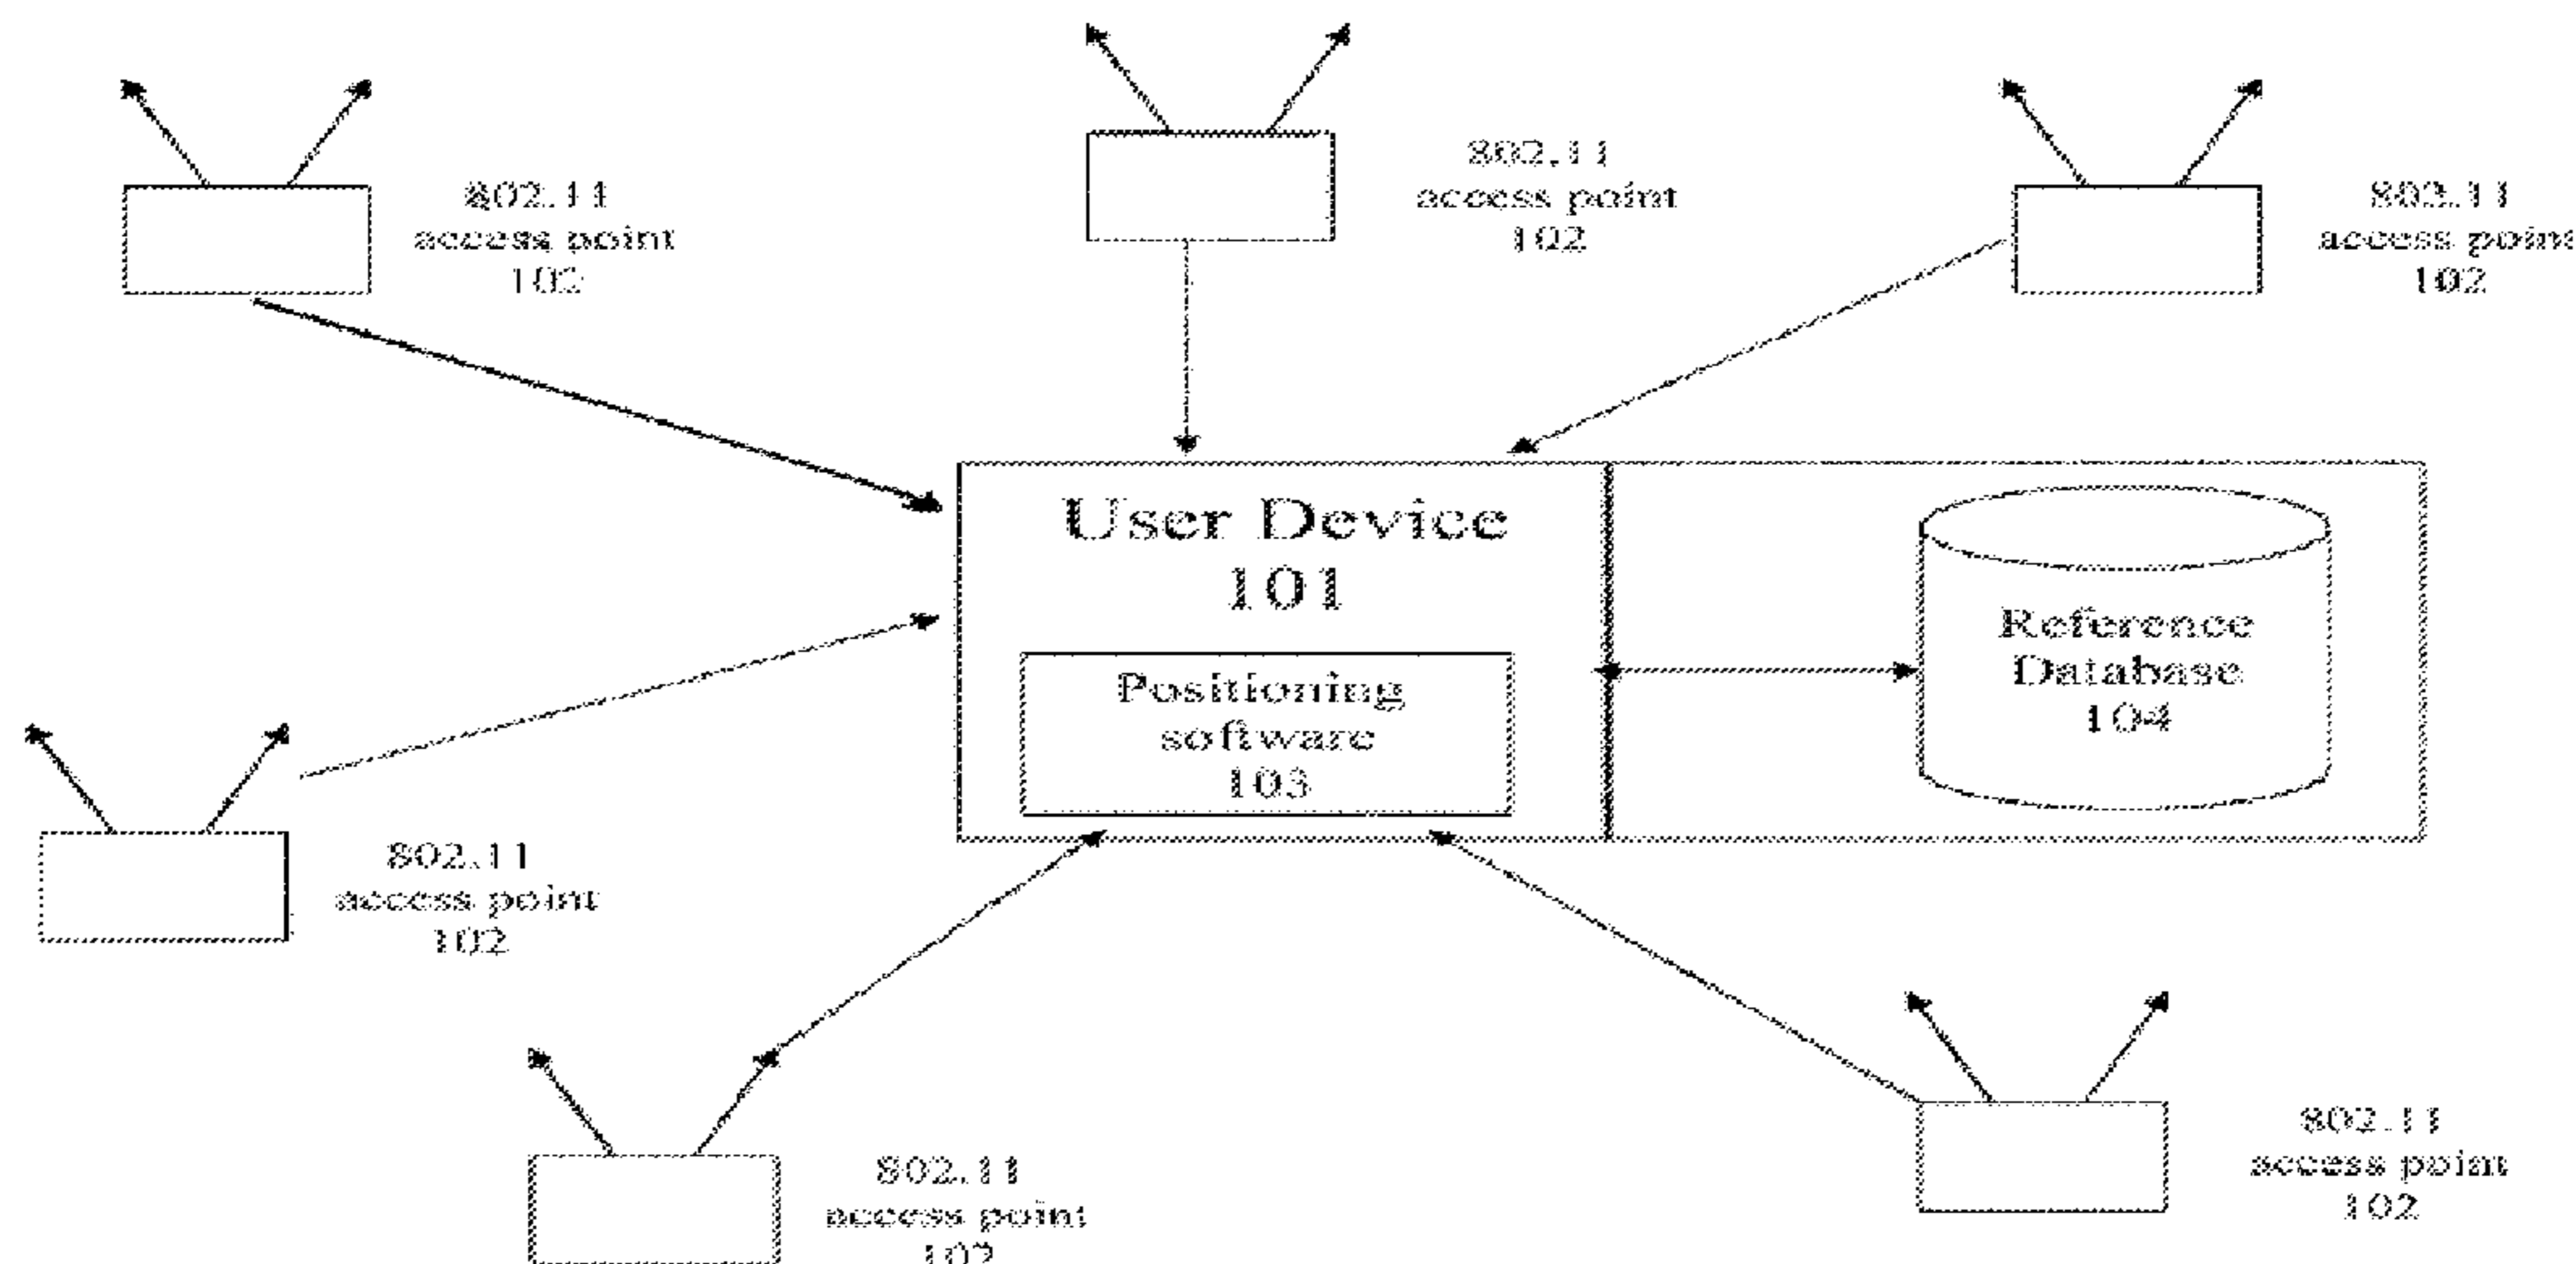 802.11
access point
102
802.11
access point
102
802.11
access point
102
User Device
101
Positioning
software
103
Reference
Database
104
802.11
access point
102
802.11
access point
102
802.11
access point
102